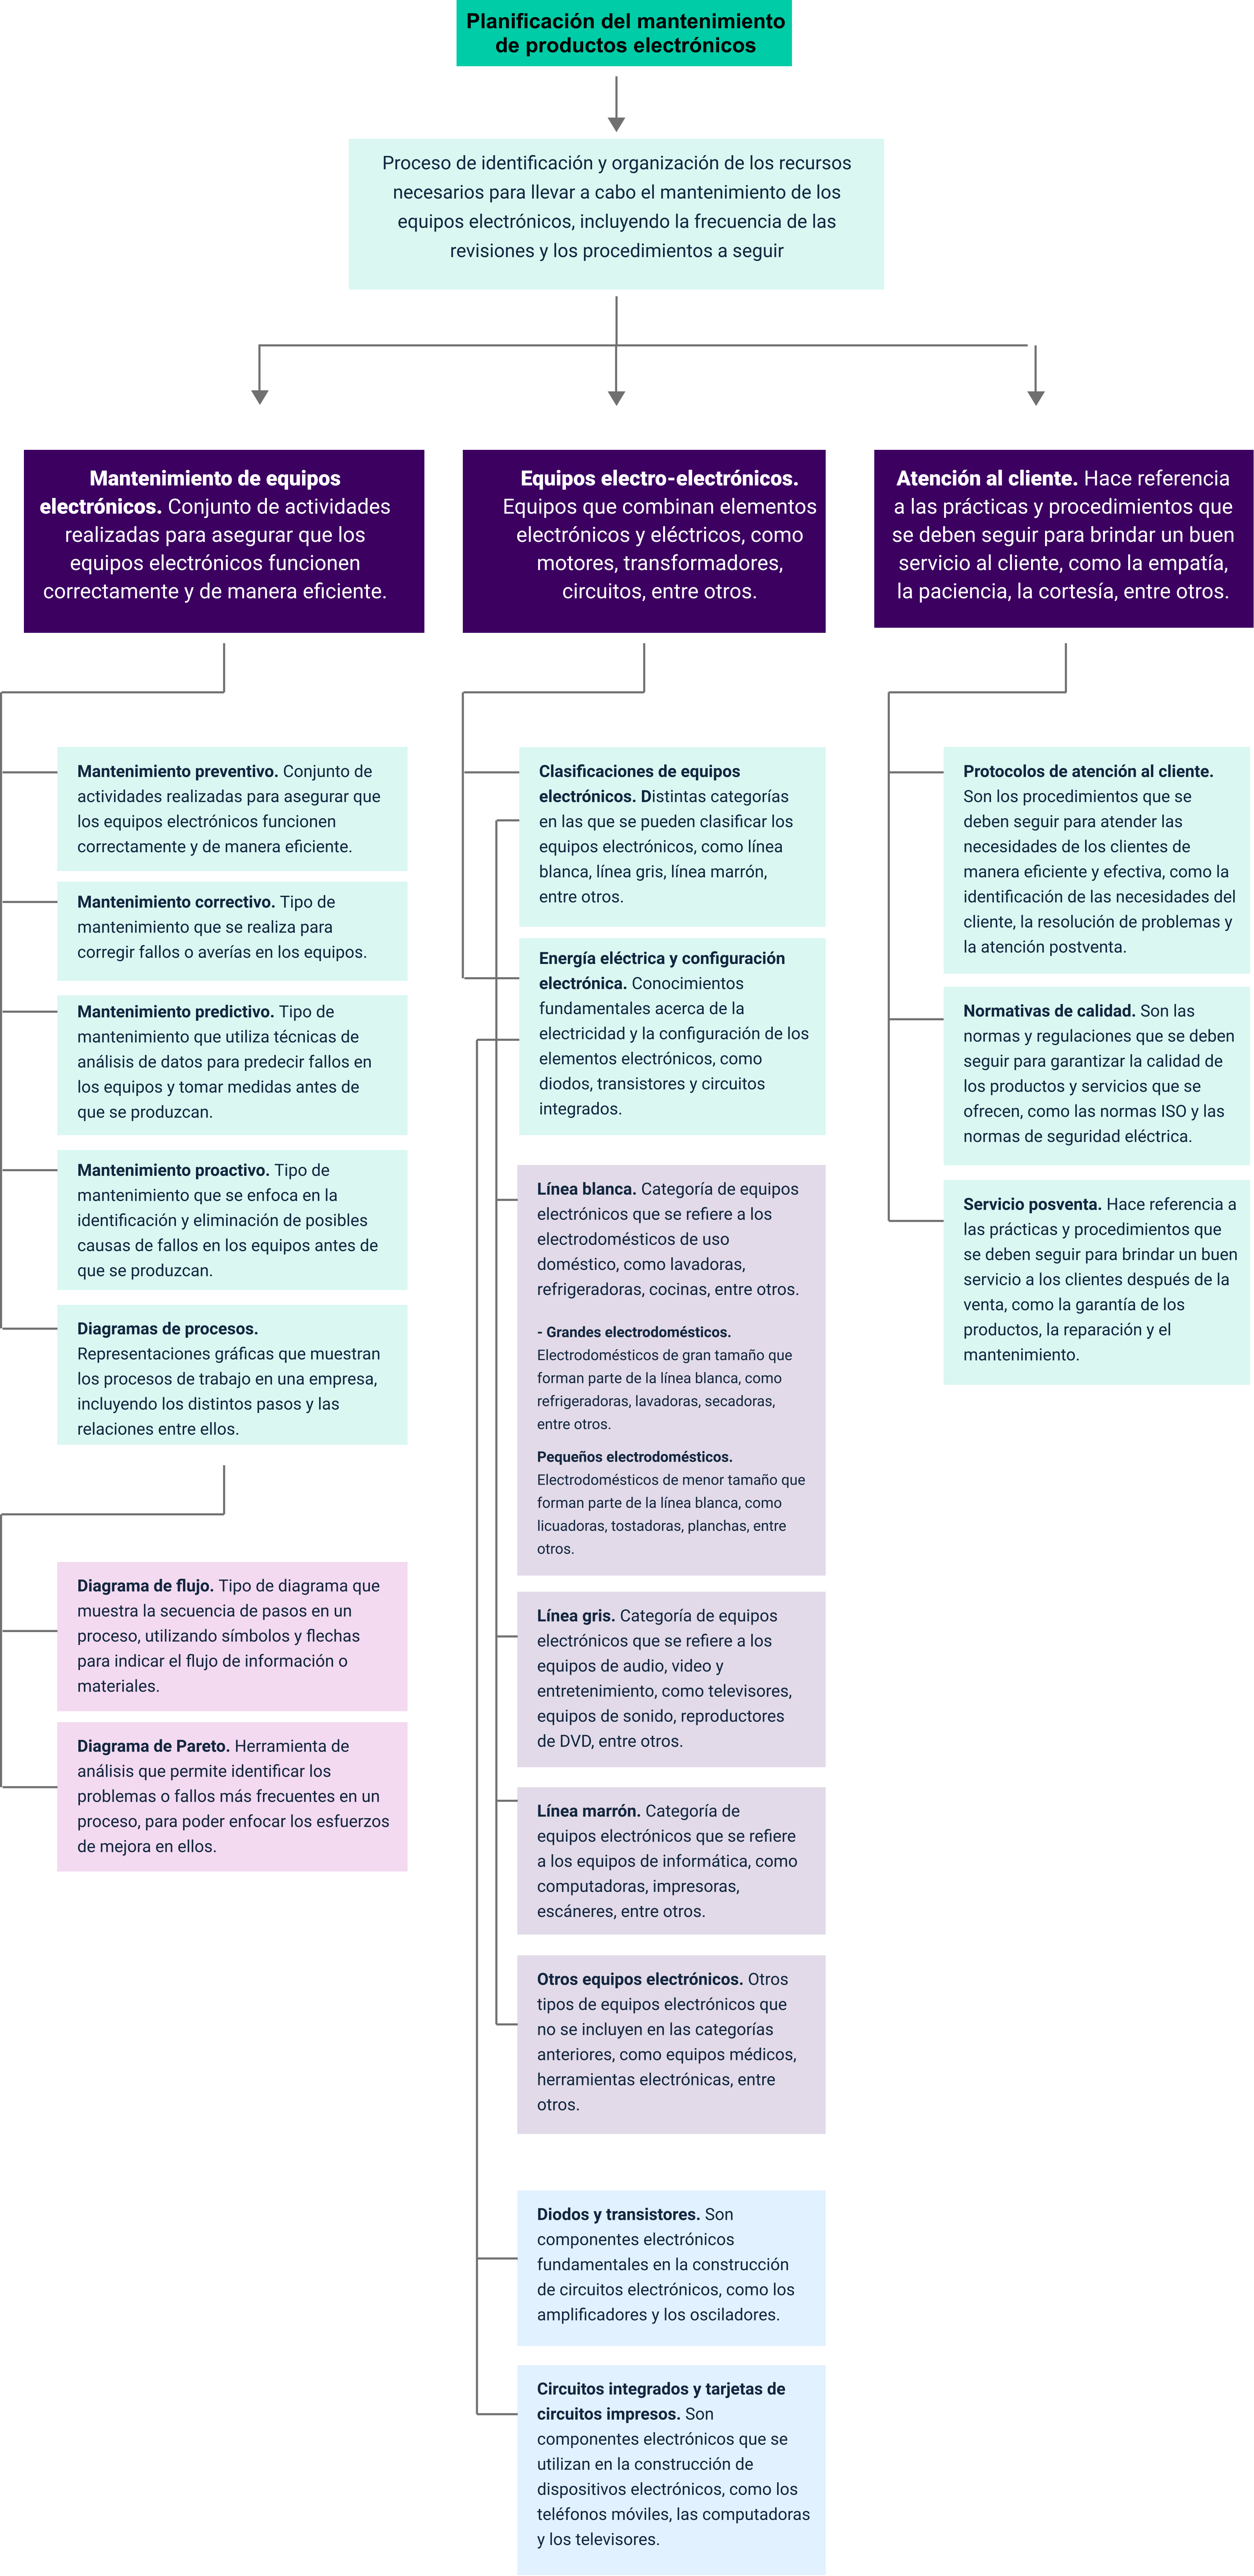 Planificación del mantenimiento
de productos electrónicos
Proceso de identificación y organización de los recursos
necesarios para llevar a cabo el mantenimiento de los
equipos electrónicos, incluyendo la frecuencia de las
revisiones y los procedimientos a seguir
Mantenimiento de equipos
electrónicos. Conjunto de actividades
realizadas para asegurar que los
equipos electrónicos funcionen
correctamente y de manera eficiente.
Mantenimiento preventivo. Conjunto de
actividades realizadas para asegurar que
los equipos electrónicos funcionen
correctamente y de manera eficiente.
Mantenimiento correctivo. Tipo de
mantenimiento que se realiza para
corregir fallos o averías en los equipos.
Mantenimiento predictivo. Tipo de
mantenimiento que utiliza técnicas de
análisis de datos para predecir fallos en
los equipos y tomar medidas antes de
que se produzcan.
Mantenimiento proactivo. Tipo de
mantenimiento que se enfoca en la
identificación y eliminación de posibles
causas de fallos en los equipos antes de
que se produzcan.
Diagramas de procesos.
Representaciones gráficas que muestran
los procesos de trabajo en una empresa,
incluyendo los distintos pasos y las
relaciones entre ellos.
Diagrama de flujo. Tipo de diagrama que
muestra la secuencia de pasos en un
proceso, utilizando símbolos y flechas
para indicar el flujo de información o
materiales.
Diagrama de Pareto. Herramienta de
análisis que permite identificar los
problemas o fallos más frecuentes en un
proceso, para poder enfocar los esfuerzos
de mejora en ellos.
Equipos electro-electrónicos.
Equipos que combinan elementos
electrónicos y eléctricos, como
motores, transformadores,
circuitos, entre otros.
Clasificaciones de equipos
electrónicos. Distintas categorías
en las que se pueden clasificar los
equipos electrónicos, como línea
blanca, línea gris, línea marrón,
entre otros.
Energía eléctrica y configuración
electrónica. Conocimientos
fundamentales acerca de la
electricidad y la configuración de los
elementos electrónicos, como
diodos, transistores y circuitos
integrados.
Línea blanca. Categoría de equipos
electrónicos que se refiere a los
electrodomésticos de uso
doméstico, como lavadoras,
refrigeradoras, cocinas, entre otros.
- Grandes electrodomésticos.
Electrodomésticos de gran tamaño que
forman parte de la línea blanca, como
refrigeradoras, lavadoras, secadoras,
entre otros.
Pequeños electrodomésticos.
Electrodomésticos de menor tamaño que
forman parte de la línea blanca, como
licuadoras, tostadoras, planchas, entre
otros.
Línea gris. Categoría de equipos
electrónicos que se refiere a los
equipos de audio, video y
entretenimiento, como televisores,
equipos de sonido, reproductores
de DVD, entre otros.
Línea marrón. Categoría de
equipos electrónicos que se refiere
a los equipos de informática, como
computadoras, impresoras,
escáneres, entre otros.
Otros equipos electrónicos. Otros
tipos de equipos electrónicos que
no se incluyen en las categorías
anteriores, como equipos médicos,
herramientas electrónicas, entre
otros.
Diodos y transistores. Son
componentes electrónicos
fundamentales en la construcción
de circuitos electrónicos, como los
amplificadores y los osciladores.
Circuitos integrados y tarjetas de
circuitos impresos. Son
componentes electrónicos que se
utilizan en la construcción de
dispositivos electrónicos, como los
teléfonos móviles, las computadoras
y los televisores.
Atención al cliente. Hace referencia
a las prácticas y procedimientos que
se deben seguir para brindar un buen
servicio al cliente, como la empatía,
la paciencia, la cortesía, entre otros.
Protocolos de atención al cliente.
Son los procedimientos que se
deben seguir para atender las
necesidades de los clientes de
manera eficiente y efectiva, como la
identificación de las necesidades del
cliente, la resolución de problemas y
la atención postventa.
Normativas de calidad. Son las
normas y regulaciones que se deben
seguir para garantizar la calidad de
los productos y servicios que se
ofrecen, como las normas ISO y las
normas de seguridad eléctrica.
Servicio posventa. Hace referencia a
las prácticas y procedimientos que
se deben seguir para brindar un buen
servicio a los clientes después de la
venta, como la garantía de los
productos, la reparación y el
mantenimiento.